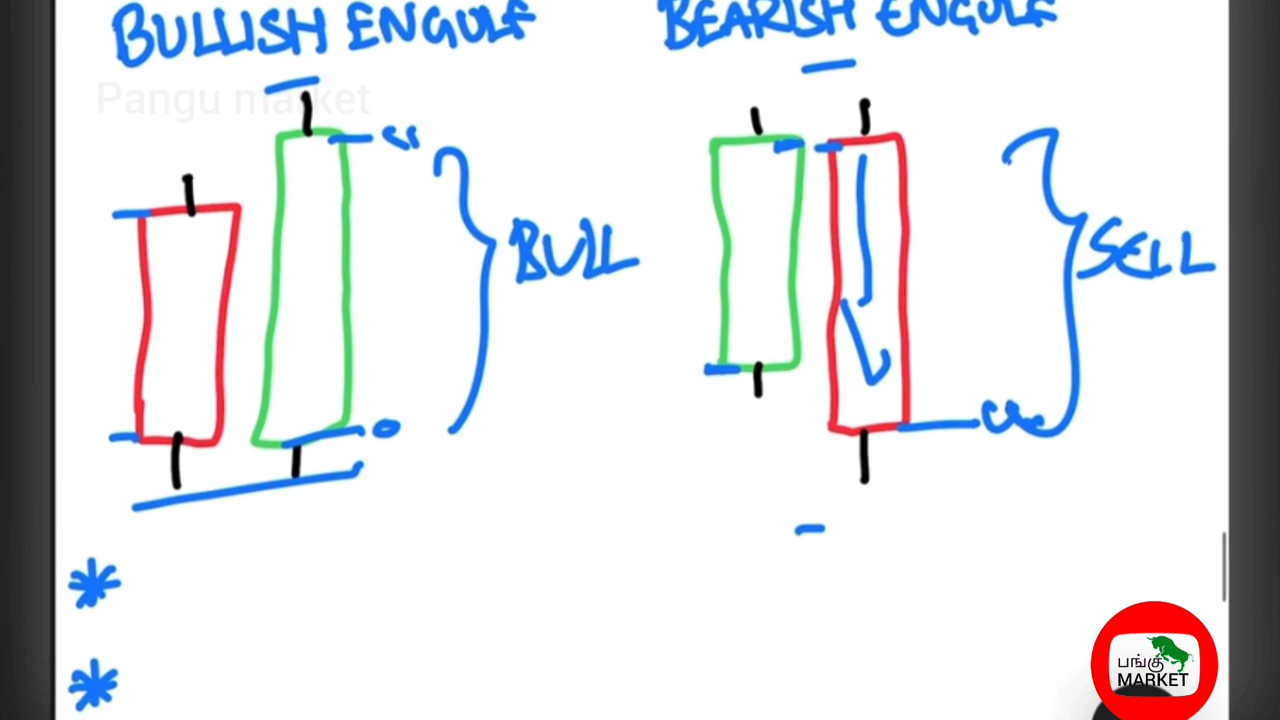 BULLISH ENGULF
BEARISH ENGULF
Pangu market
BULL
SELL
பங்கு
MARKET